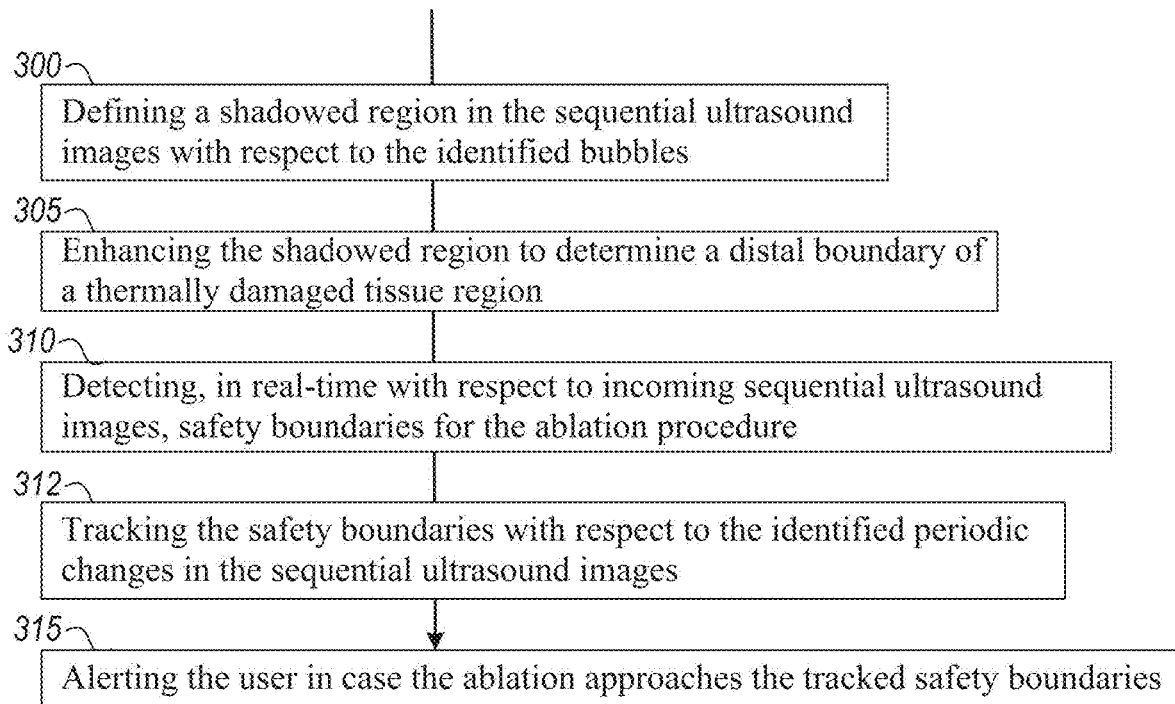 300
Defining a shadowed region in the sequential ultrasound
images with respect to the identified bubbles
305
Enhancing the shadowed region to determine a distal boundary of
a thermally damaged tissue region
310
Detecting, in real-time with respect to incoming sequential ultrasound
images, safety boundaries for the ablation procedure
312
Tracking the safety boundaries with respect to the identified periodic
changes in the sequential ultrasound images
315
Alerting the user in case the ablation approaches the tracked safety boundaries